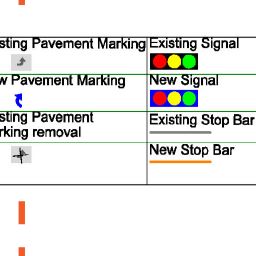 sting Pavement Marking
Existing Signal
w Pavement Marking
New Signal
sting Pavement
rking removal
Existing Stop Bar
New Stop Bar